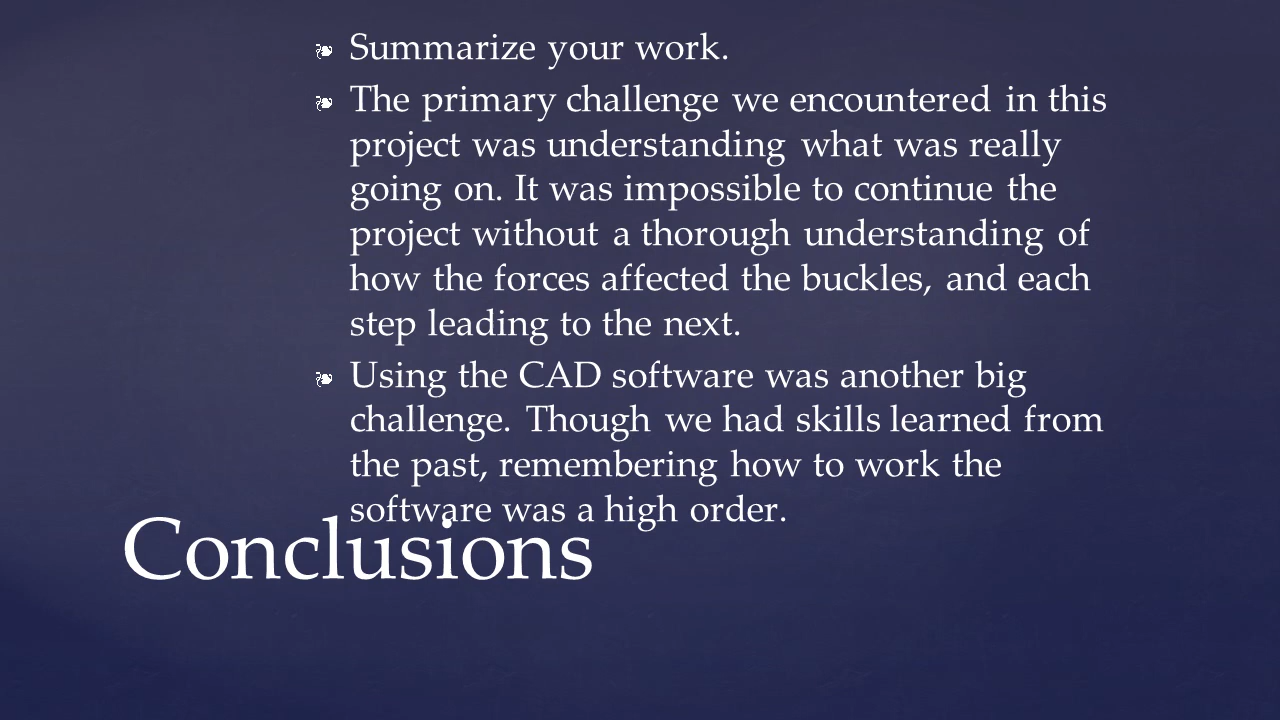 ❧ Summarize your work.
❧ The primary challenge we encountered in this
project was understanding what was really
going on. It was impossible to continue the
project without a thorough understanding of
how the forces affected the buckles, and each
step leading to the next.
❧ Using the CAD software was another big
challenge. Though we had skills learned from
the past, remembering how to work the
software was a high order.
Conclusions